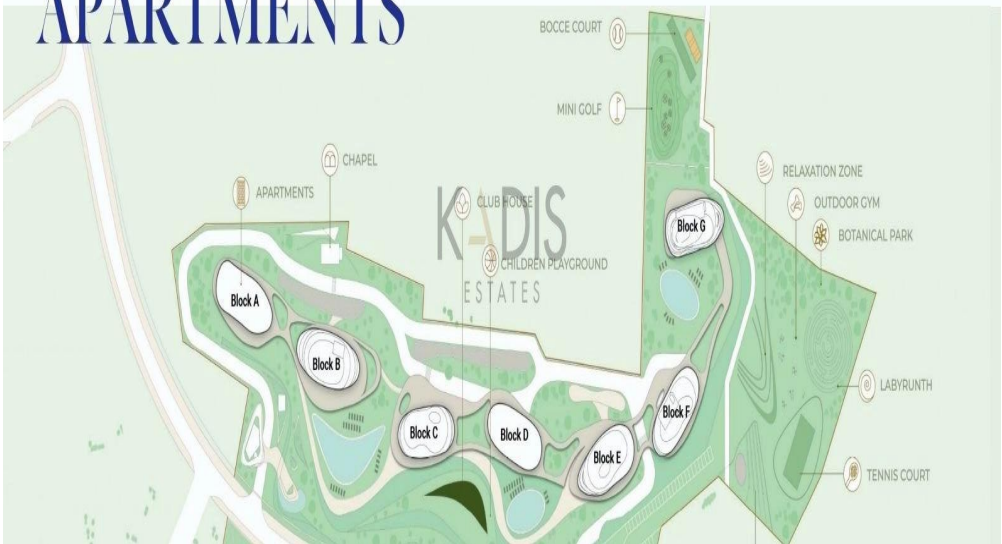 APARTMENTS
BOCCE COURT
MINI GOLF
CHAPEL
APARTMENTS
RELAXATION ZONE
OUTDOOR GYM
CLUB HOUSE
KADIS
ESTATES
BOTANICAL PARK
CHILDREN PLAYGROUND
Block G
Block A
Block B
LABYRUNTH
Block F
Block C
Block D
Block E
TENNIS COURT